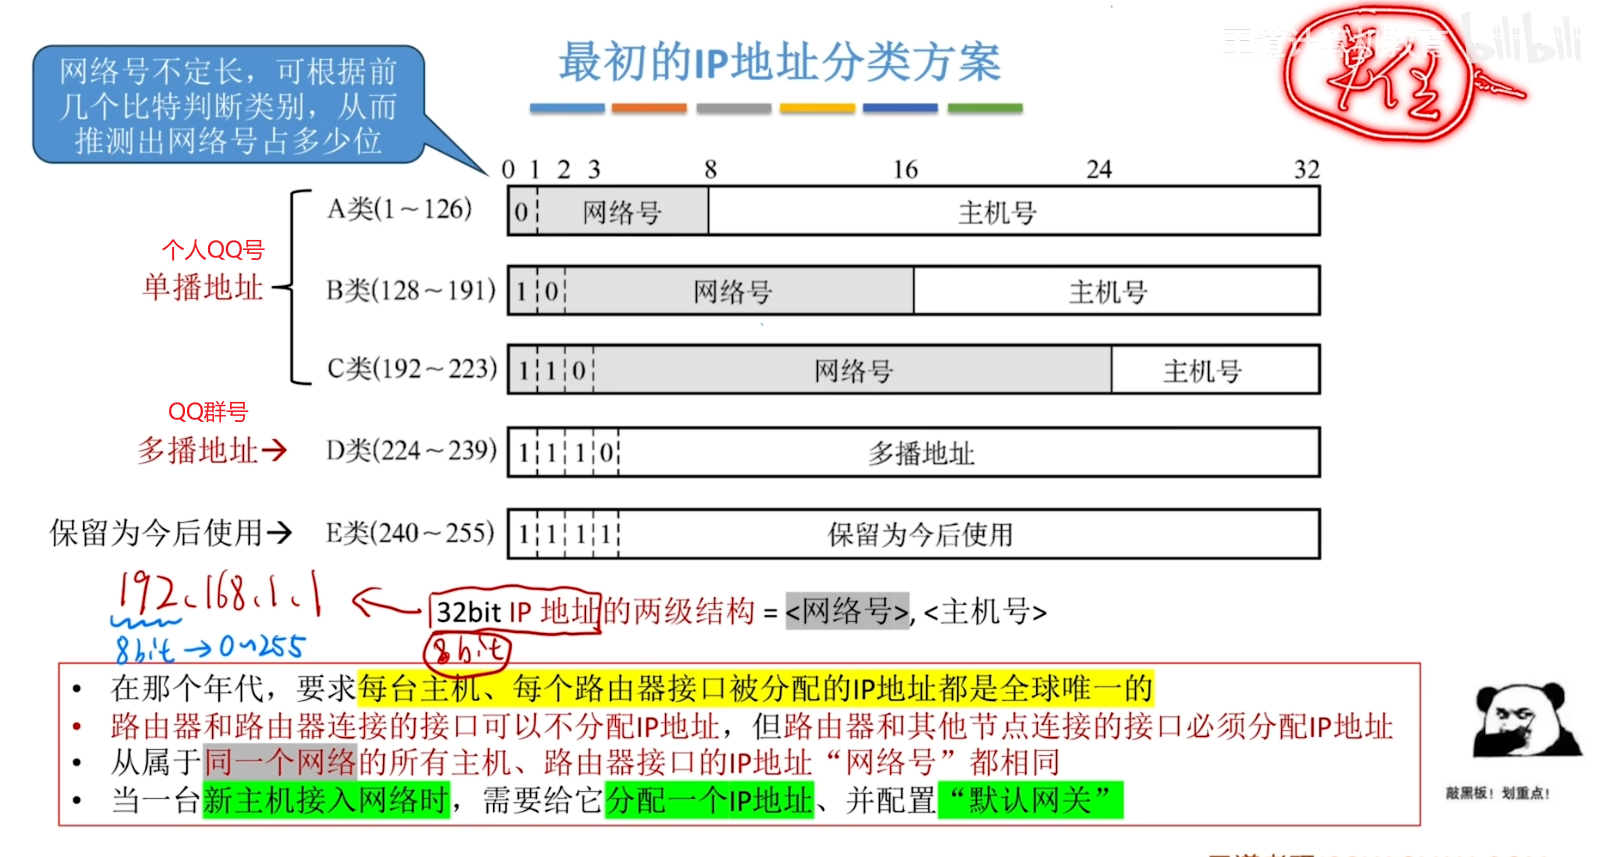 最初的IP地址分类方案
王道计算机教育 bilibili
网络号不定长，可根据前
几个比特判断类别，从而
推测出网络号占多少位
0 1 2 3 8 16 24 32
A类(1～126) 0 网络号 主机号
个人QQ号
单播地址
B类(128～191) 1 0 网络号 主机号
C类(192～223) 1 1 0 网络号 主机号
QQ群号
多播地址→ D类(224～239) 1 1 1 0 多播地址
保留为今后使用→ E类(240～255) 1 1 1 1 保留为今后使用
192.168.1.1
32bit IP 地址的两级结构 = <网络号>, <主机号>
8bit→0~255
8bit
• 在那个年代，要求每台主机、每个路由器接口被分配的IP地址都是全球唯一的
• 路由器和路由器连接的接口可以不分配IP地址，但路由器和其他节点连接的接口必须分配IP地址
• 从属于同一个网络的所有主机、路由器接口的IP地址“网络号”都相同
• 当一台新主机接入网络时，需要给它分配一个IP地址、并配置“默认网关”
敲黑板！划重点！